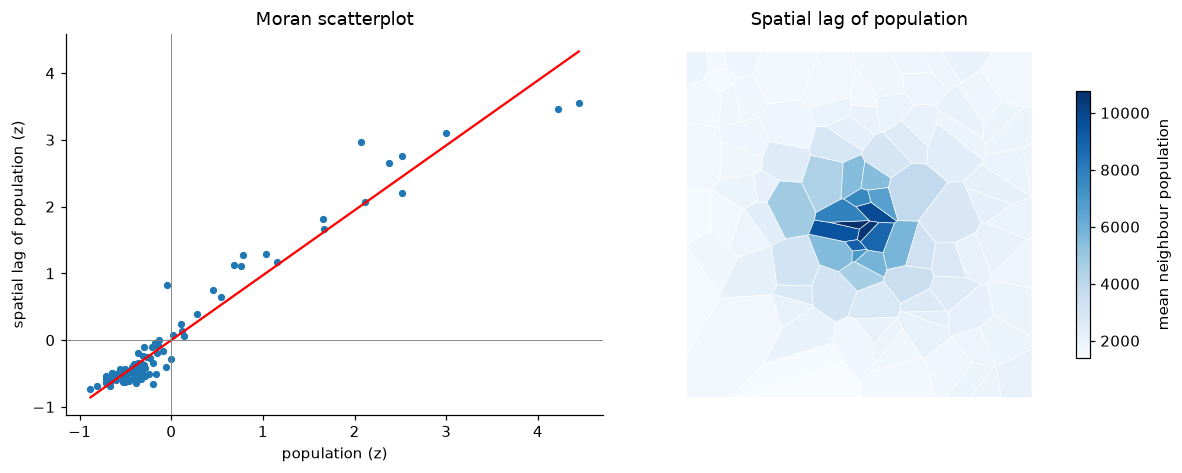 Moran scatterplot
spatial lag of population (z)
4
3
2
1
0
−1
−1 0 1 2 3 4
population (z)
Spatial lag of population
10000
8000
6000
4000
2000
mean neighbour population